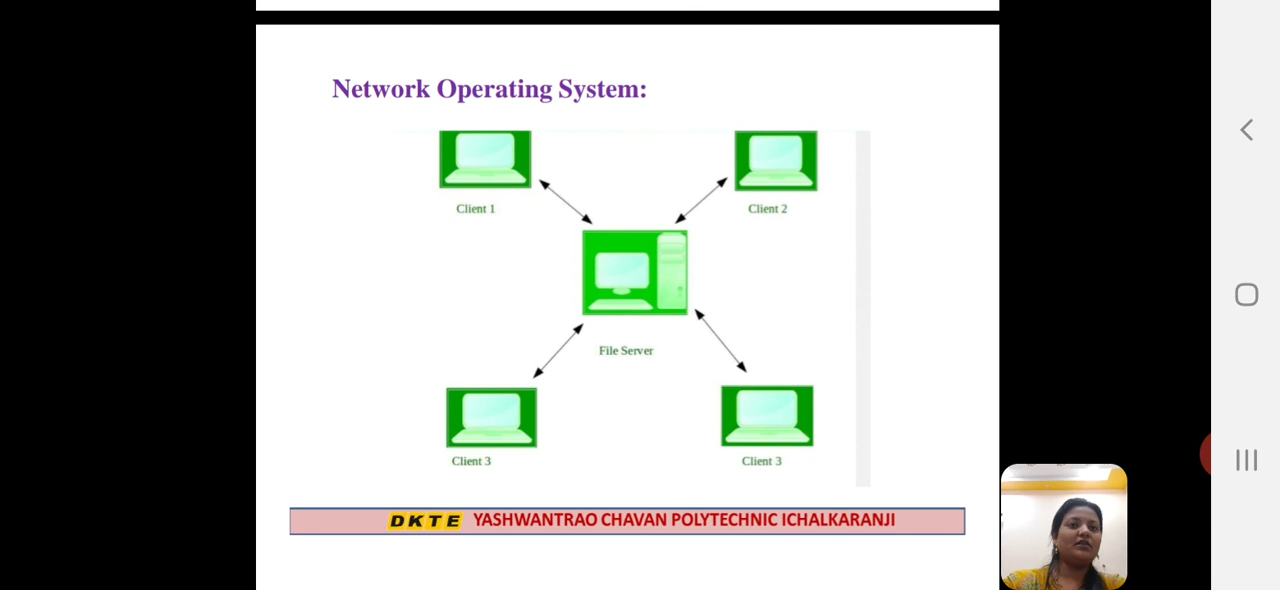 Network Operating System:
Client 1
Client 2
File Server
Client 3
Client 3
DKTE YASHWANTRAO CHAVAN POLYTECHNIC ICHALKARANJI